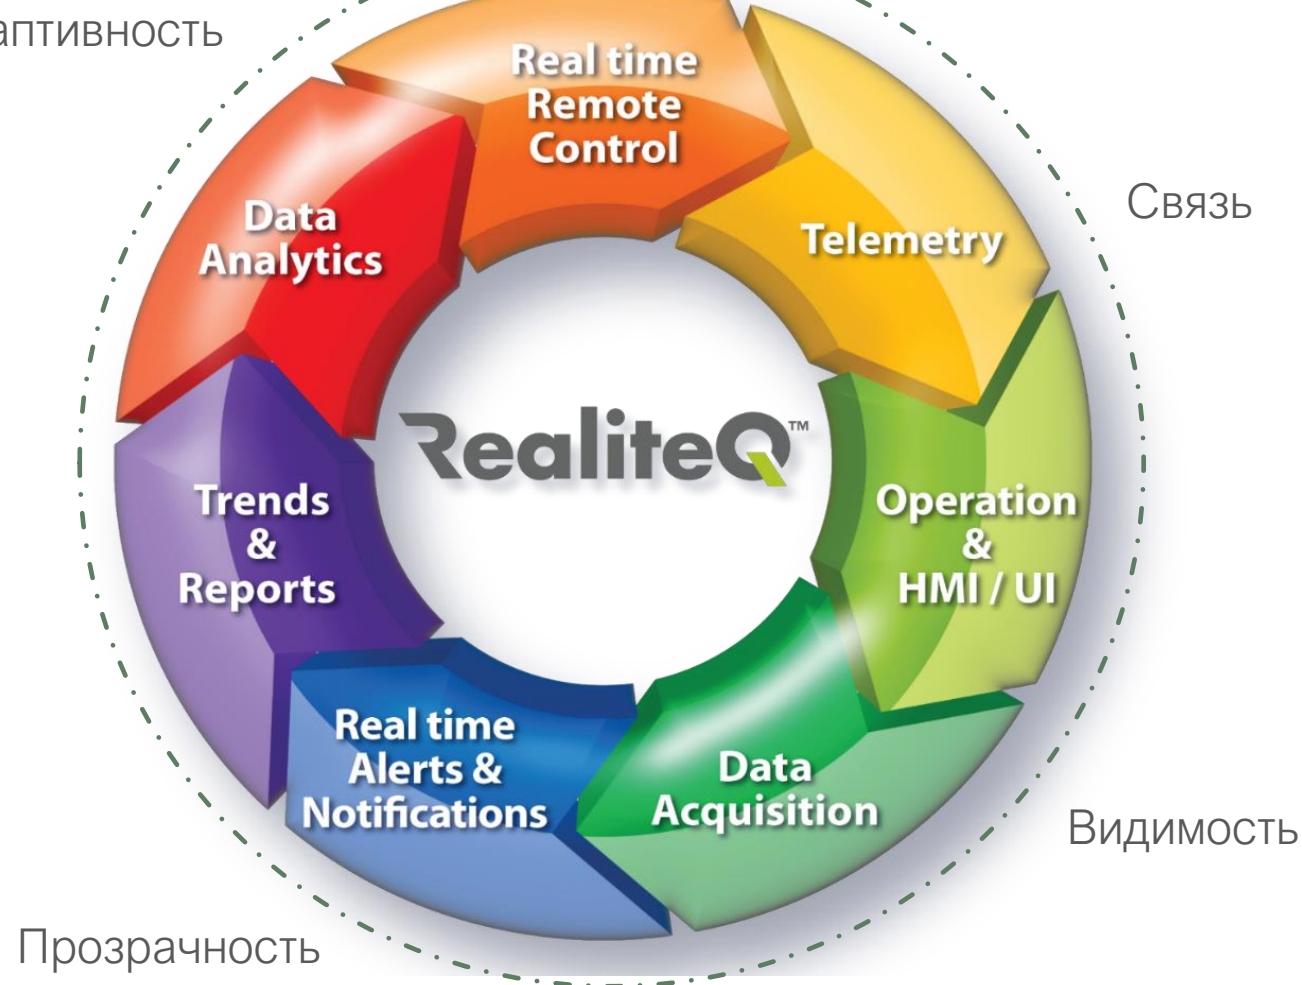 аптивность
Real time
Remote
Control
Связь
Data
Analytics
Telemetry
RealiteQ™
Trends
&
Reports
Operation
&
HMI / UI
Real time
Alerts &
Notifications
Data
Acquisition
Видимость
Прозрачность